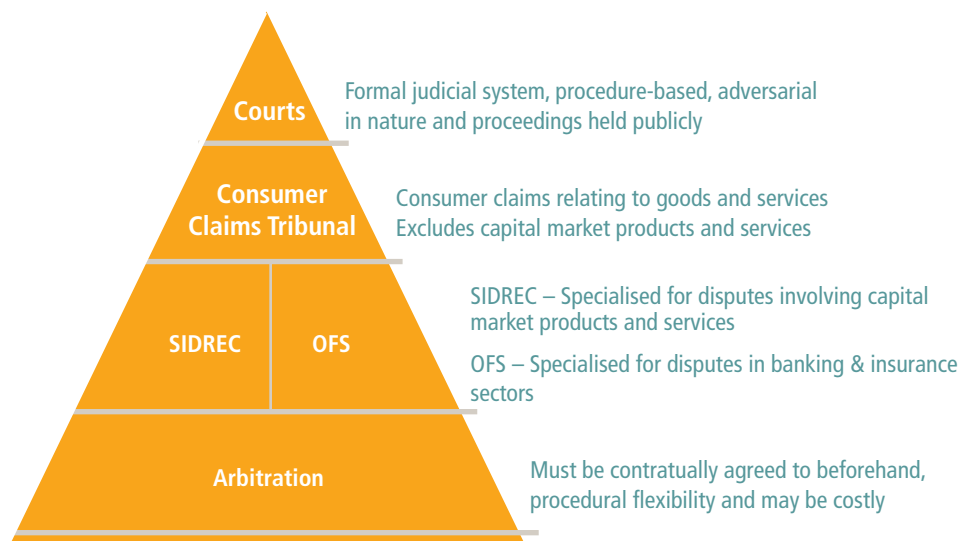 Courts
Formal judicial system, procedure-based, adversarial
in nature and proceedings held publicly
Consumer
Claims Tribunal
Consumer claims relating to goods and services
Excludes capital market products and services
SIDREC
OFS
SIDREC – Specialised for disputes involving capital
market products and services
OFS – Specialised for disputes in banking & insurance
sectors
Arbitration
Must be contratually agreed to beforehand,
procedural flexibility and may be costly